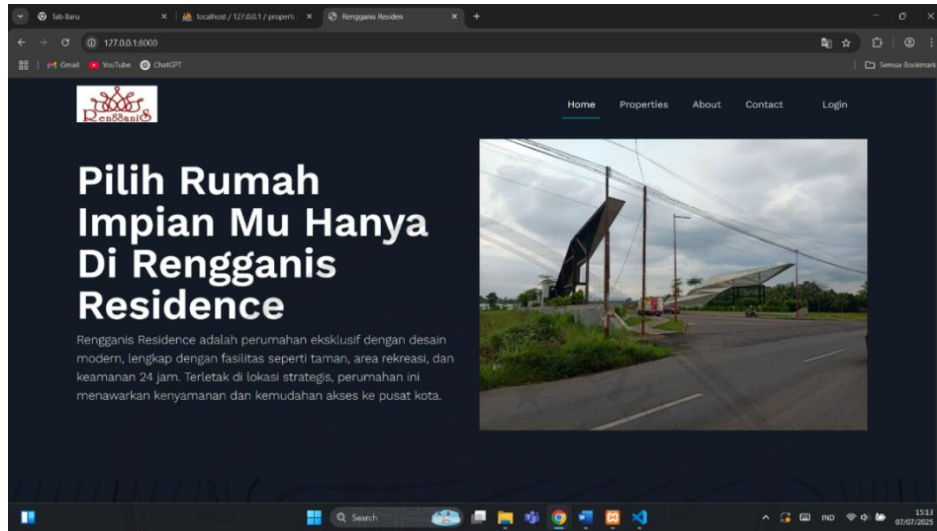 Tab Baru
localhost / 127.0.0.1 / properti
Rengganis Residen
127.0.0.1:8000
Gmail
YouTube
ChatGPT
Semua Bookmark
Rengganis
Home
Properties
About
Contact
Login
Pilih Rumah
Impian Mu Hanya
Di Rengganis
Residence
Rengganis Residence adalah perumahan eksklusif dengan desain
modern, lengkap dengan fasilitas seperti taman, area rekreasi, dan
keamanan 24 jam. Terletak di lokasi strategis, perumahan ini
menawarkan kenyamanan dan kemudahan akses ke pusat kota.
Search
IND
15:13
07/07/2025